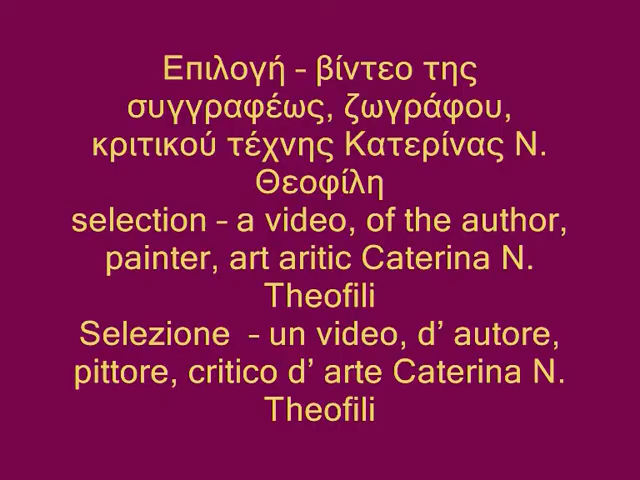 Επιλογή – βίντεο της
συγγραφέως, ζωγράφου,
κριτικού τέχνης Κατερίνας Ν.
Θεοφίλη
selection – a video, of the author,
painter, art aritic Caterina N.
Theofili
Selezione  – un video, d’ autore,
pittore, critico d’ arte Caterina N.
Theofili